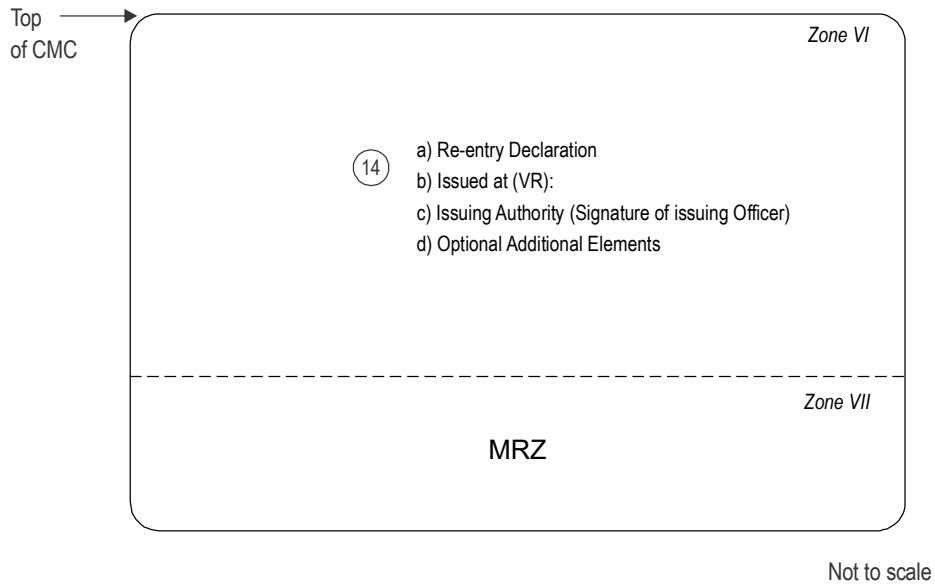 Top
of CMC
Zone VI
14
a) Re-entry Declaration
b) Issued at (VR):
c) Issuing Authority (Signature of issuing Officer)
d) Optional Additional Elements
Zone VII
MRZ
Not to scale